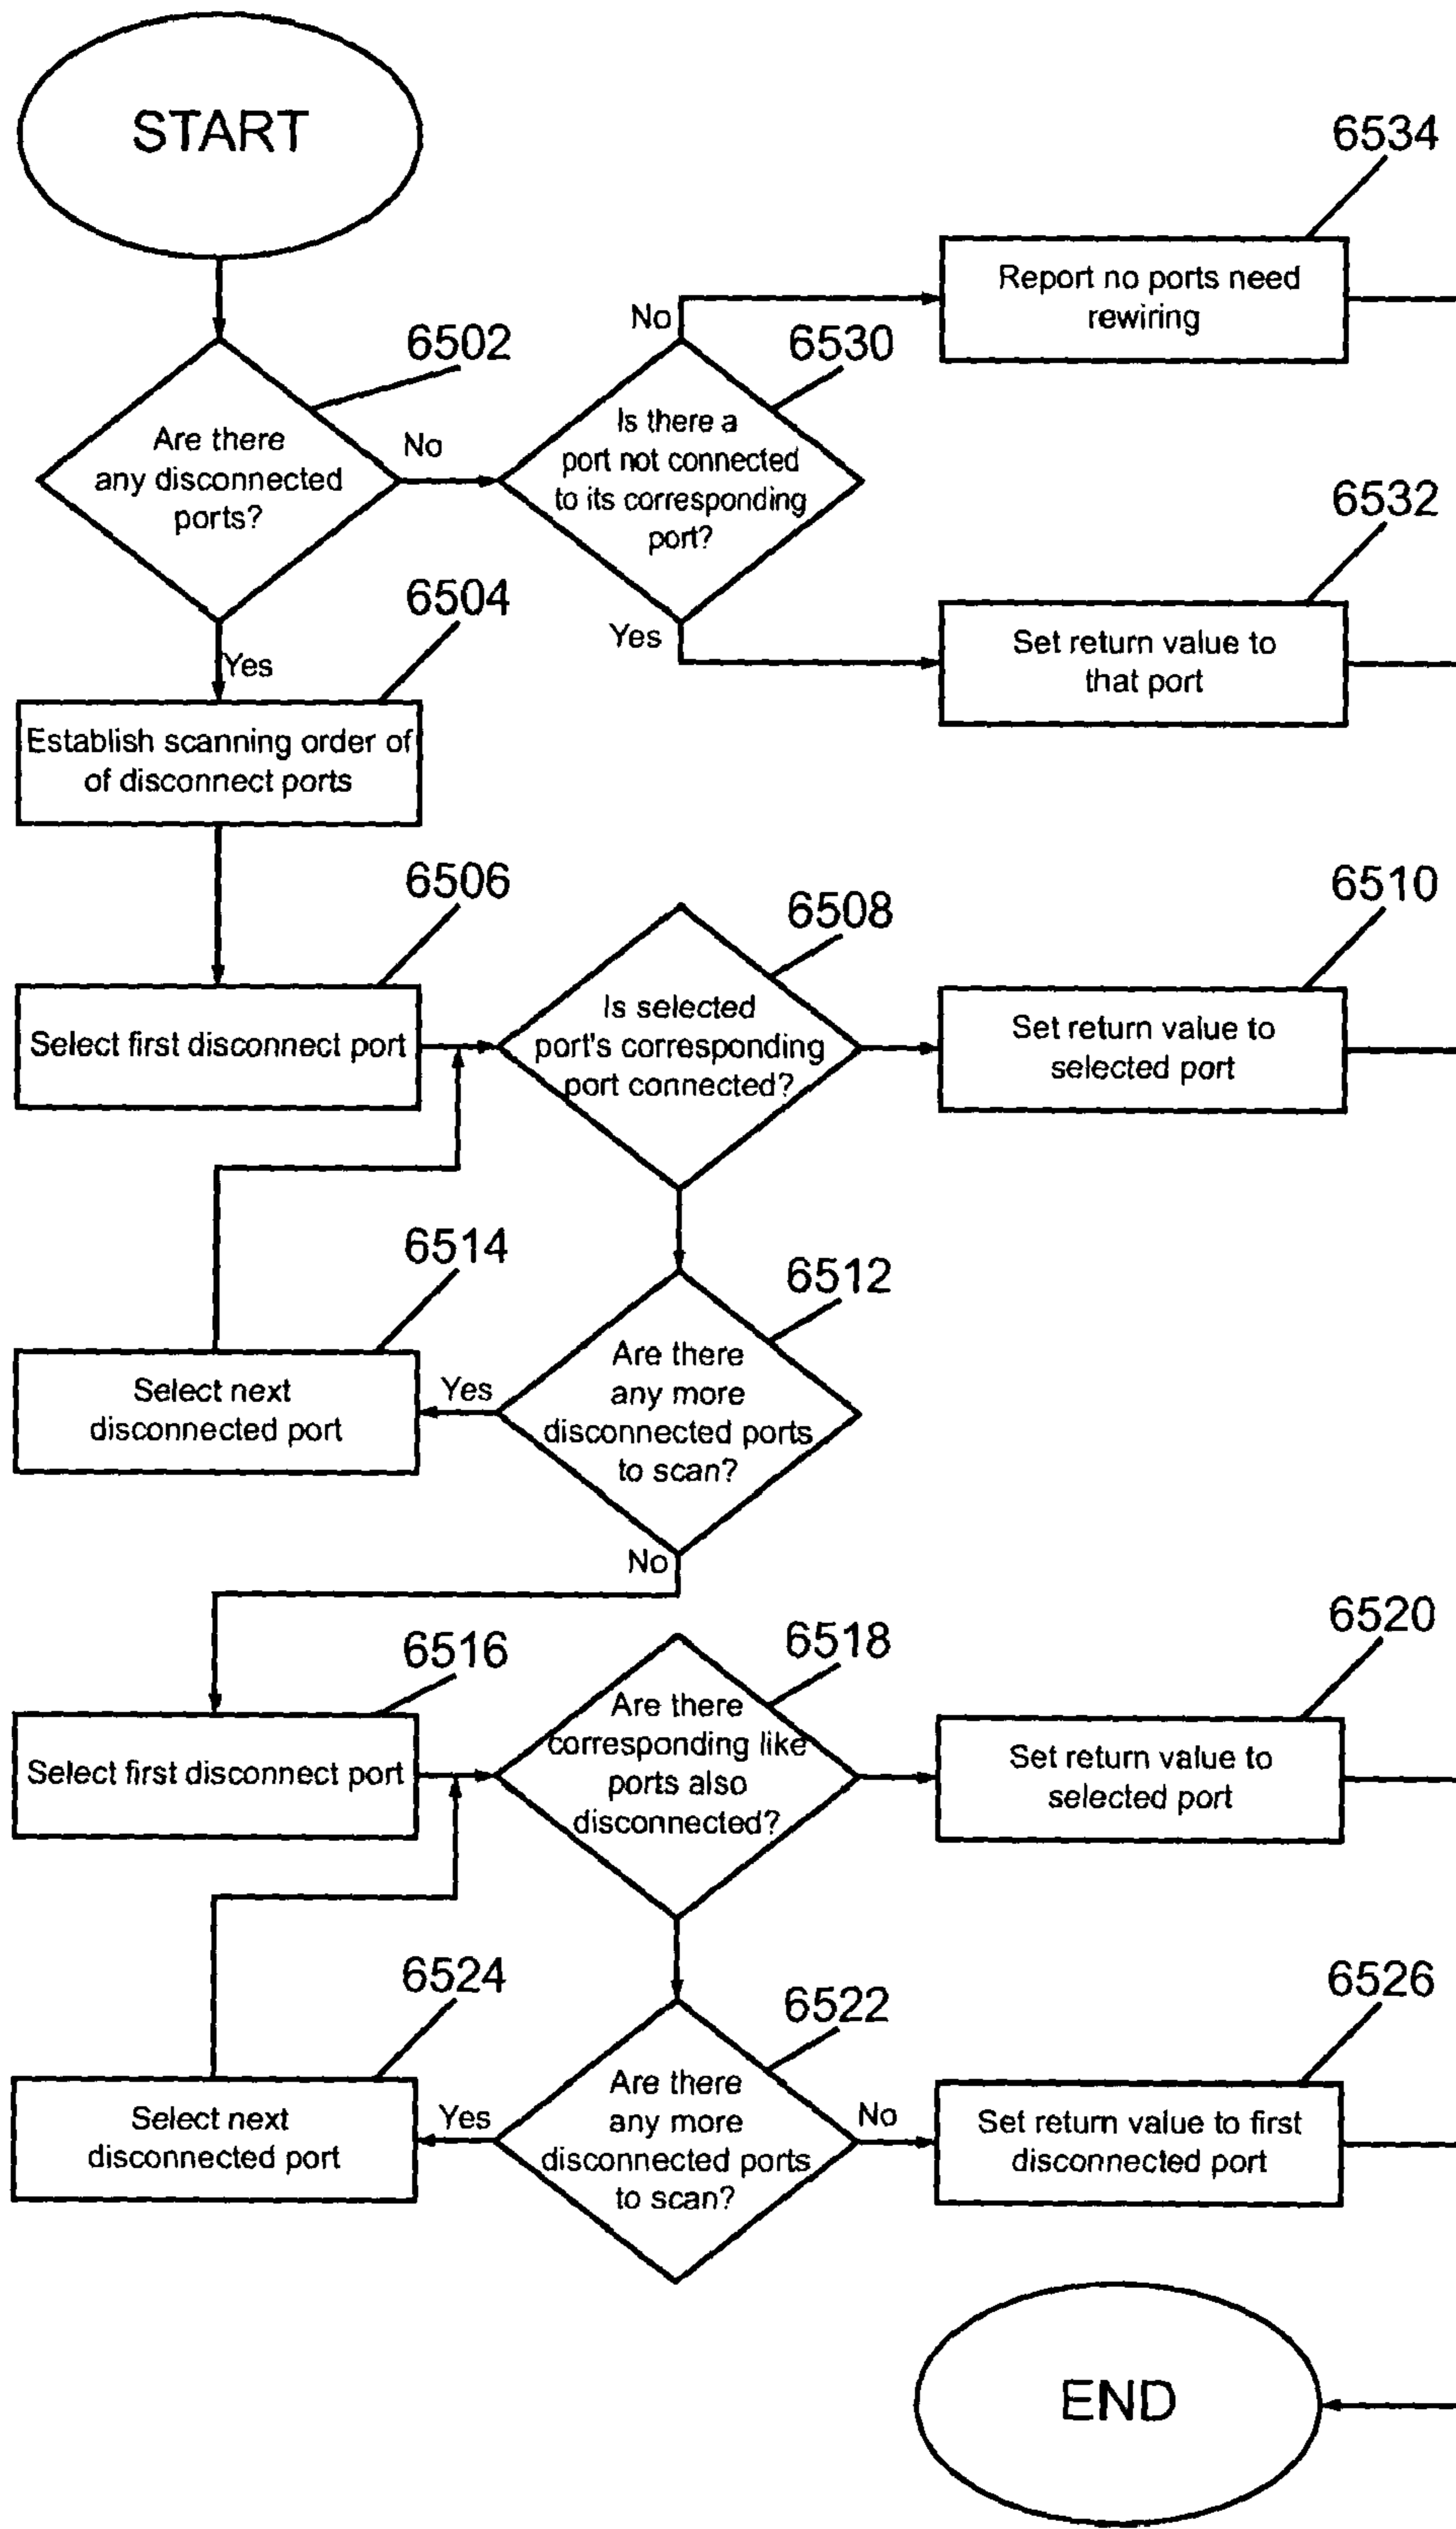 START
6534
Report no ports need
rewiring
6502
No
6530
Are there
any disconnected
ports?
No
Is there a
port not connected
to its corresponding
port?
6532
6504
Yes
Yes
Set return value to
that port
Establish scanning order of
of disconnect ports
6506
6508
6510
Select first disconnect port
Is selected
port's corresponding
port connected?
Set return value to
selected port
6514
6512
Select next
disconnected port
Yes
Are there
any more
disconnected ports
to scan?
No
6516
6518
6520
Select first disconnect port
Are there
corresponding like
ports also
disconnected?
Set return value to
selected port
6524
6522
6526
Select next
disconnected port
Yes
Are there
any more
disconnected ports
to scan?
No
Set return value to first
disconnected port
END